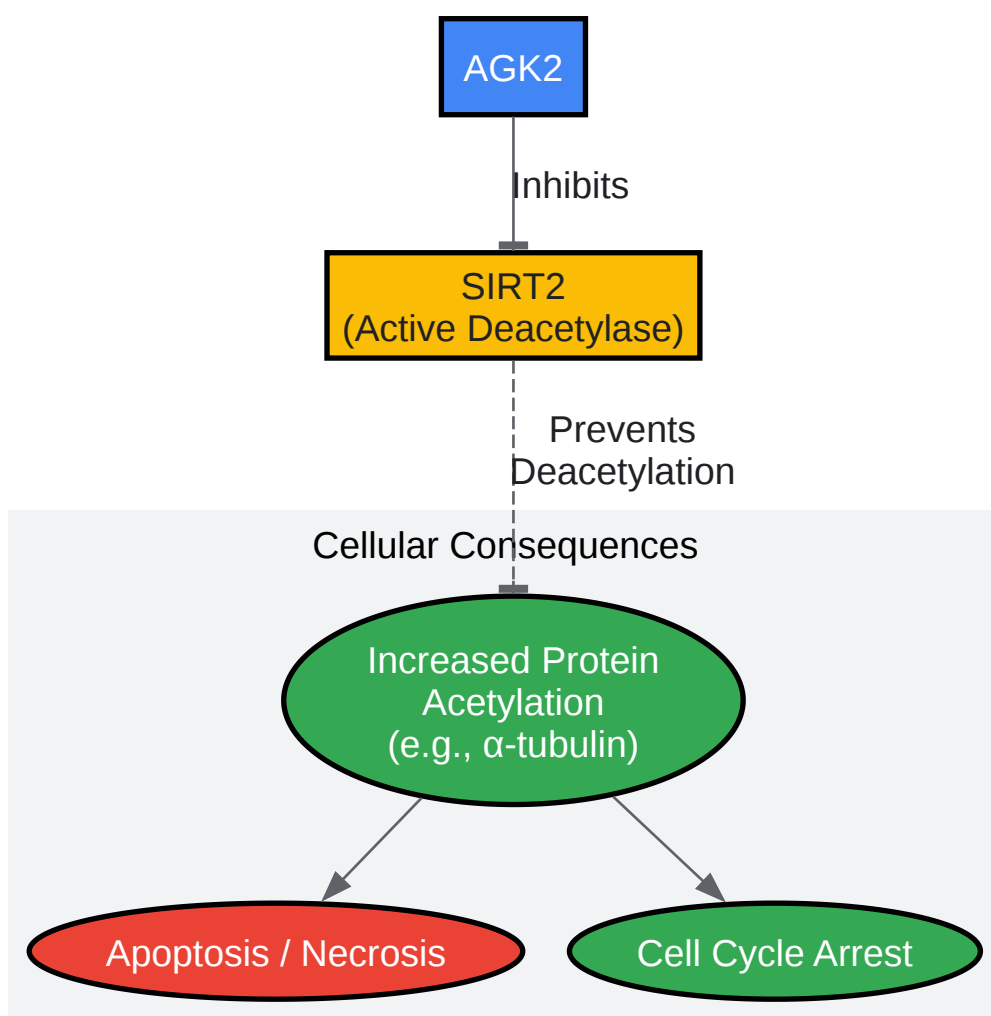 AGK2
Inhibits
SIRT2
(Active Deacetylase)
Prevents
Deacetylation
Cellular Consequences
Increased Protein
Acetylation
(e.g., α-tubulin)
Apoptosis / Necrosis
Cell Cycle Arrest